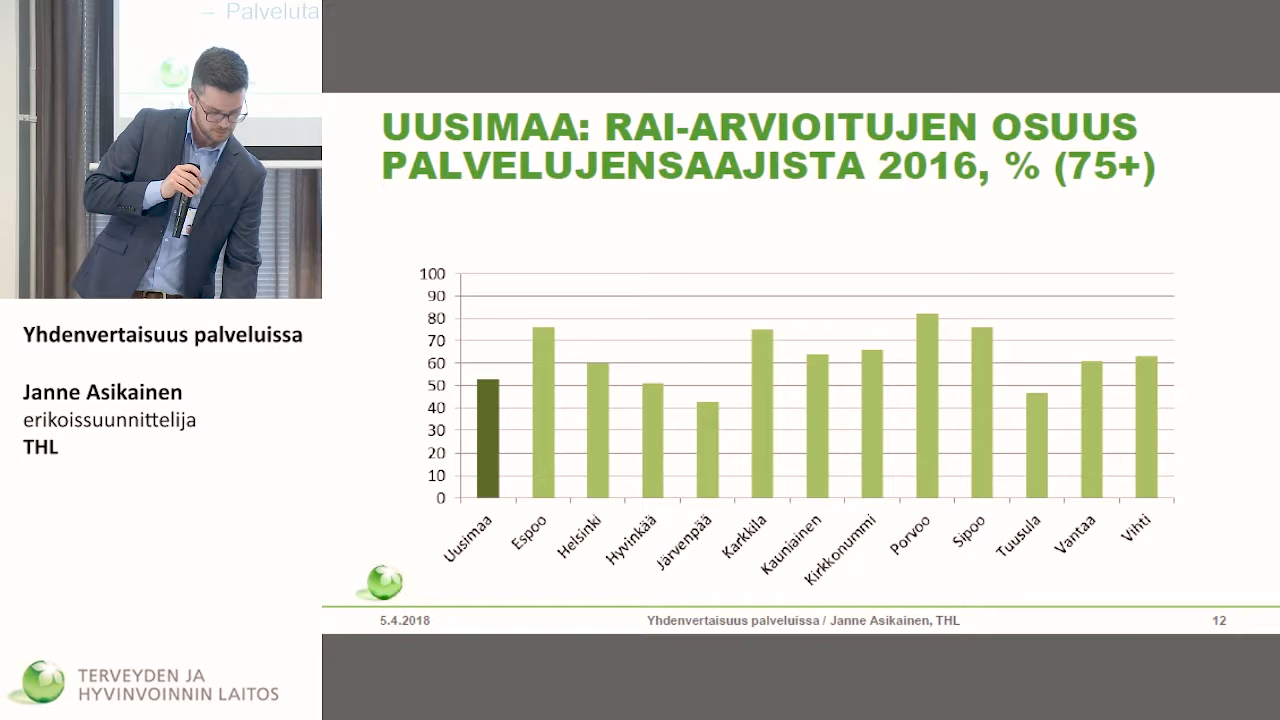 – Palveluta
Yhdenvertaisuus palveluissa
Janne Asikainen
erikoissuunnittelija
THL
TERVEYDEN JA
HYVINVOINNIN LAITOS
UUSIMAA: RAI-ARVIOITUJEN OSUUS
PALVELUJENSAAJISTA 2016, % (75+)
100
90
80
70
60
50
40
30
20
10
0
Uusimaa
Espoo
Helsinki
Hyvinkää
Järvenpää
Karkkila
Kauniainen
Kirkkonummi
Porvoo
Sipoo
Tuusula
Vantaa
Vihti
5.4.2018
Yhdenvertaisuus palveluissa / Janne Asikainen, THL
12